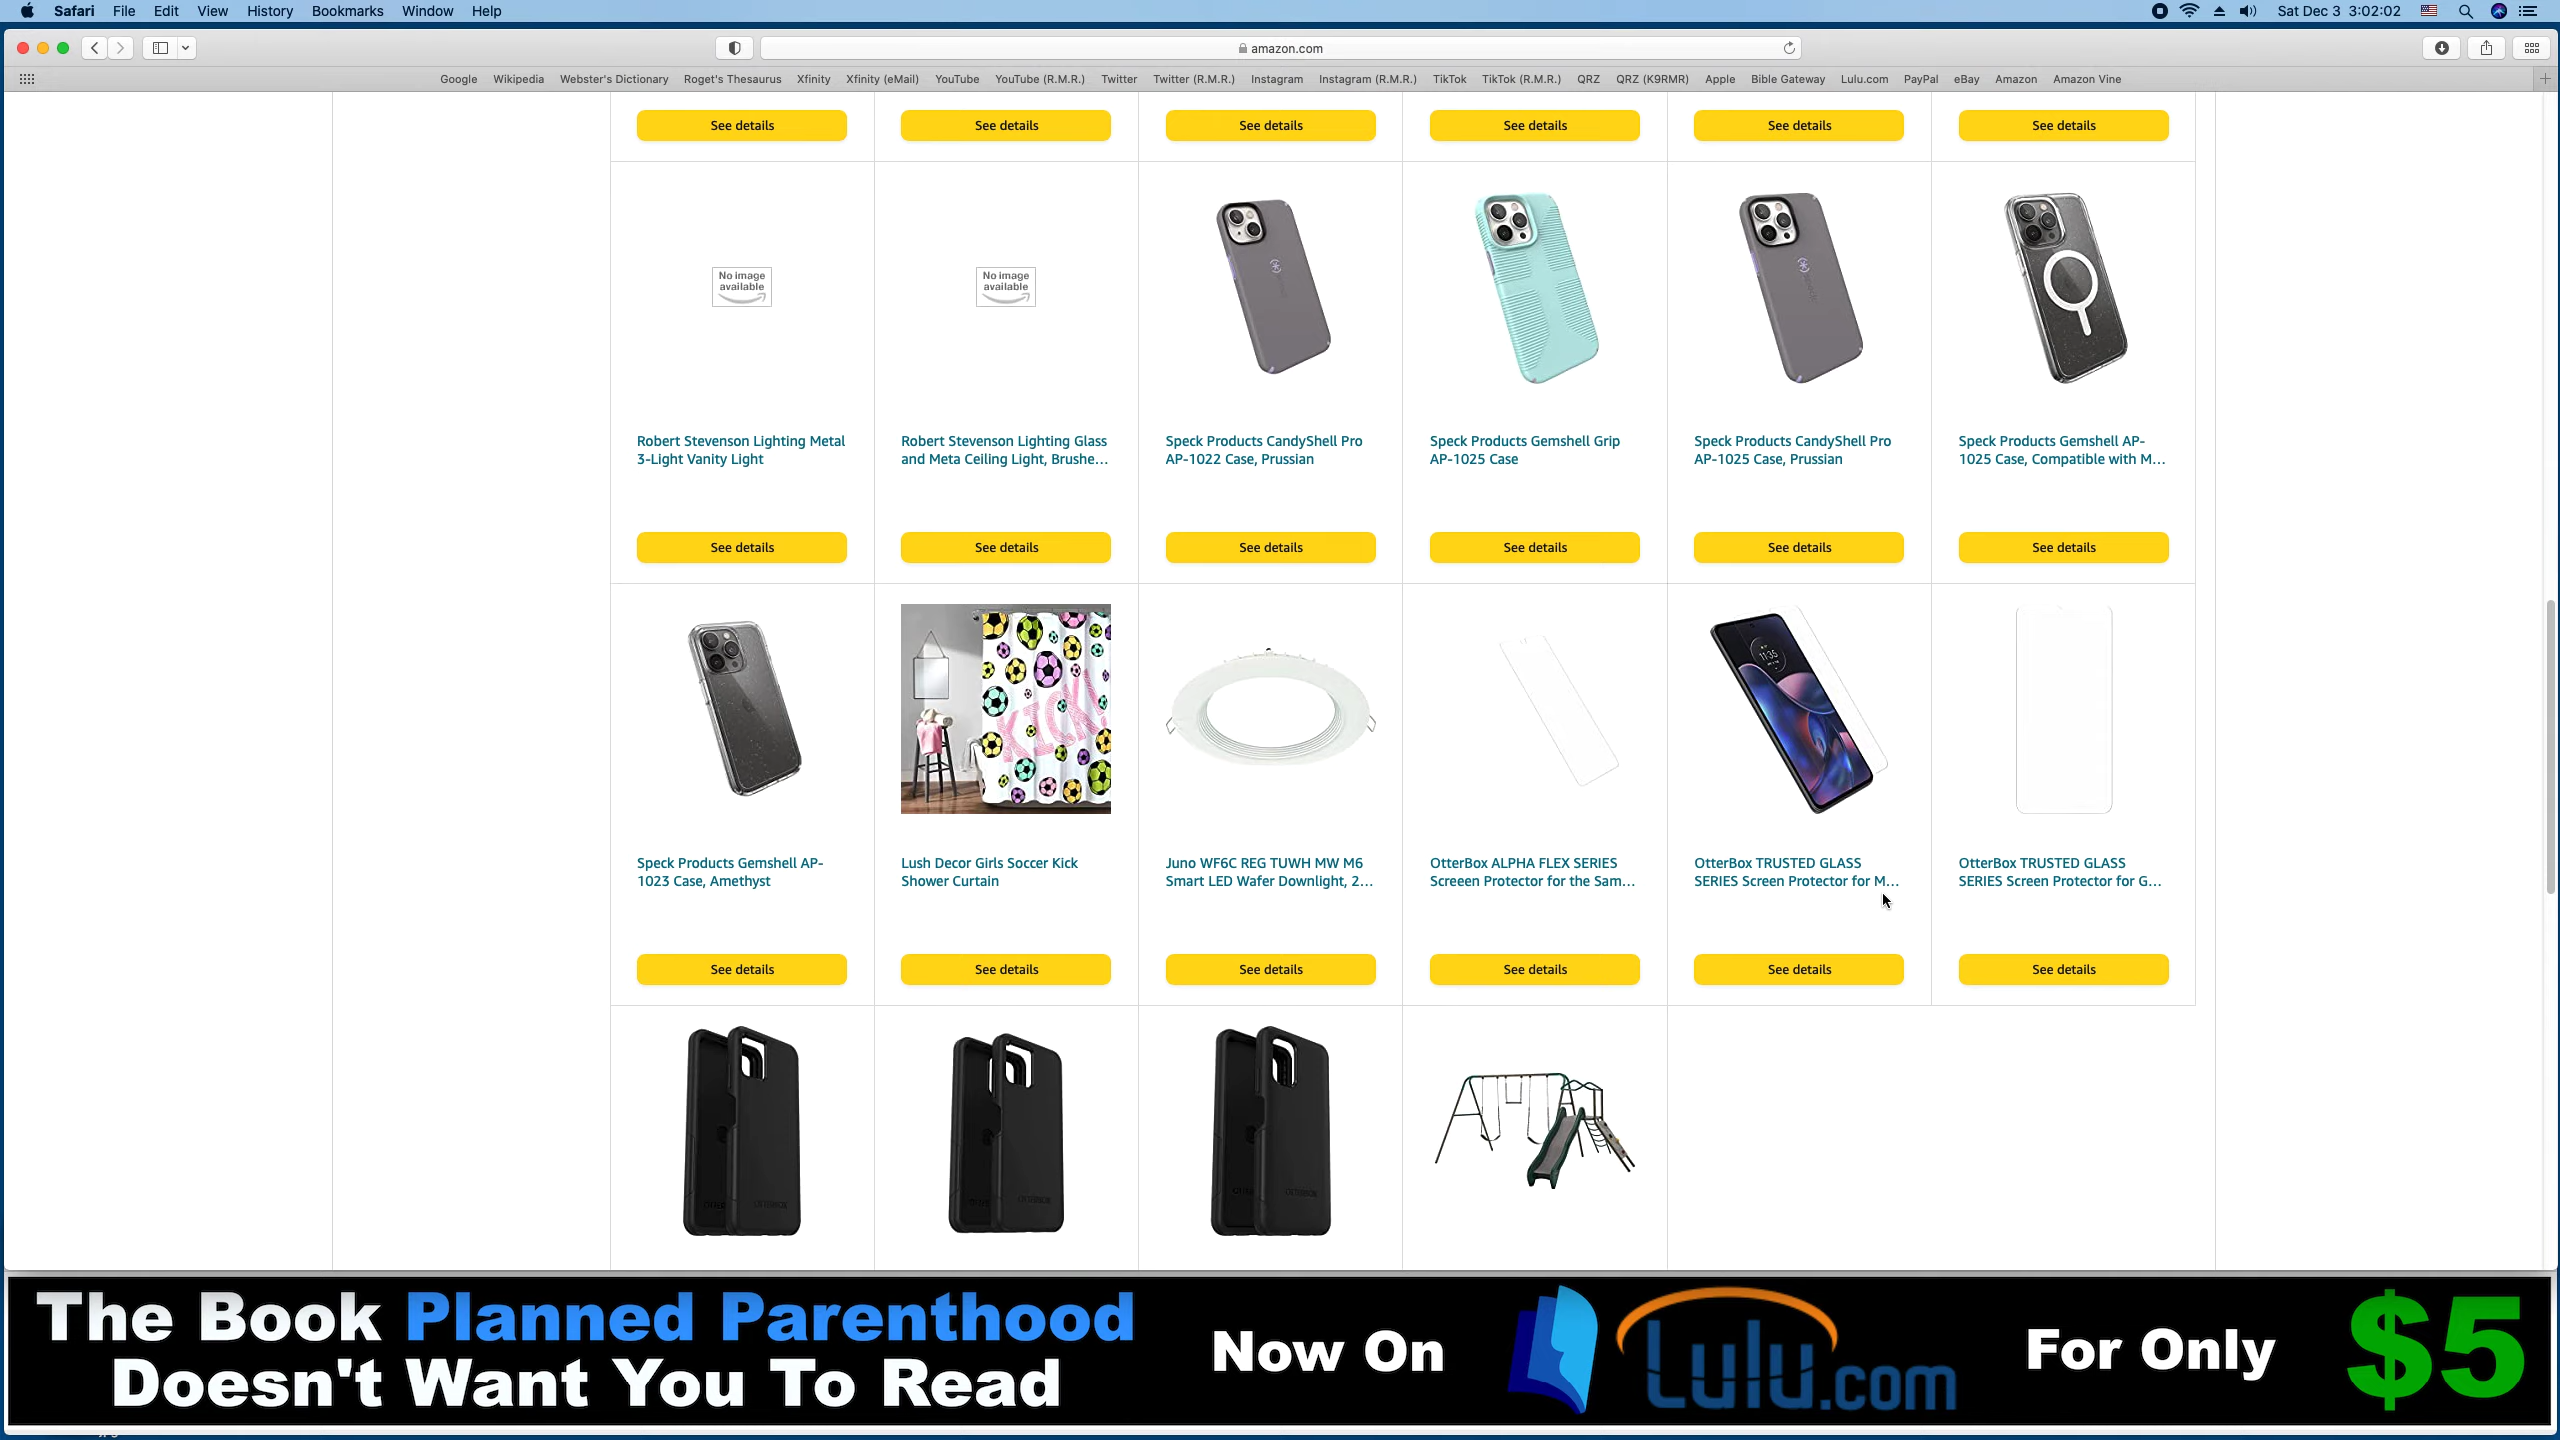 Safari File Edit View History Bookmarks Window Help Sat Dec 3 3:02:02
amazon.com
Google Wikipedia Webster's Dictionary Roget's Thesaurus Xfinity Xfinity (eMail) YouTube YouTube (R.M.R.) Twitter Twitter (R.M.R.) Instagram Instagram (R.M.R.) TikTok TikTok (R.M.R.) QRZ QRZ (K9RMR) Apple Bible Gateway Lulu.com PayPal eBay Amazon Amazon Vine
See details See details See details See details See details See details
No image
available
No image
available
Robert Stevenson Lighting Metal
3-Light Vanity Light
Robert Stevenson Lighting Glass
and Meta Ceiling Light, Brushe...
Speck Products CandyShell Pro
AP-1022 Case, Prussian
Speck Products Gemshell Grip
AP-1025 Case
Speck Products CandyShell Pro
AP-1025 Case, Prussian
Speck Products Gemshell AP-
1025 Case, Compatible with M...
See details See details See details See details See details See details
KICK
11:35
Speck Products Gemshell AP-
1023 Case, Amethyst
Lush Decor Girls Soccer Kick
Shower Curtain
Juno WF6C REG TUWH MW M6
Smart LED Wafer Downlight, 2...
OtterBox ALPHA FLEX SERIES
Screeen Protector for the Sam...
OtterBox TRUSTED GLASS
SERIES Screen Protector for M...
OtterBox TRUSTED GLASS
SERIES Screen Protector for G...
See details See details See details See details See details See details
The Book Planned Parenthood
Doesn't Want You To Read
Now On
Lulu.com
For Only
$5